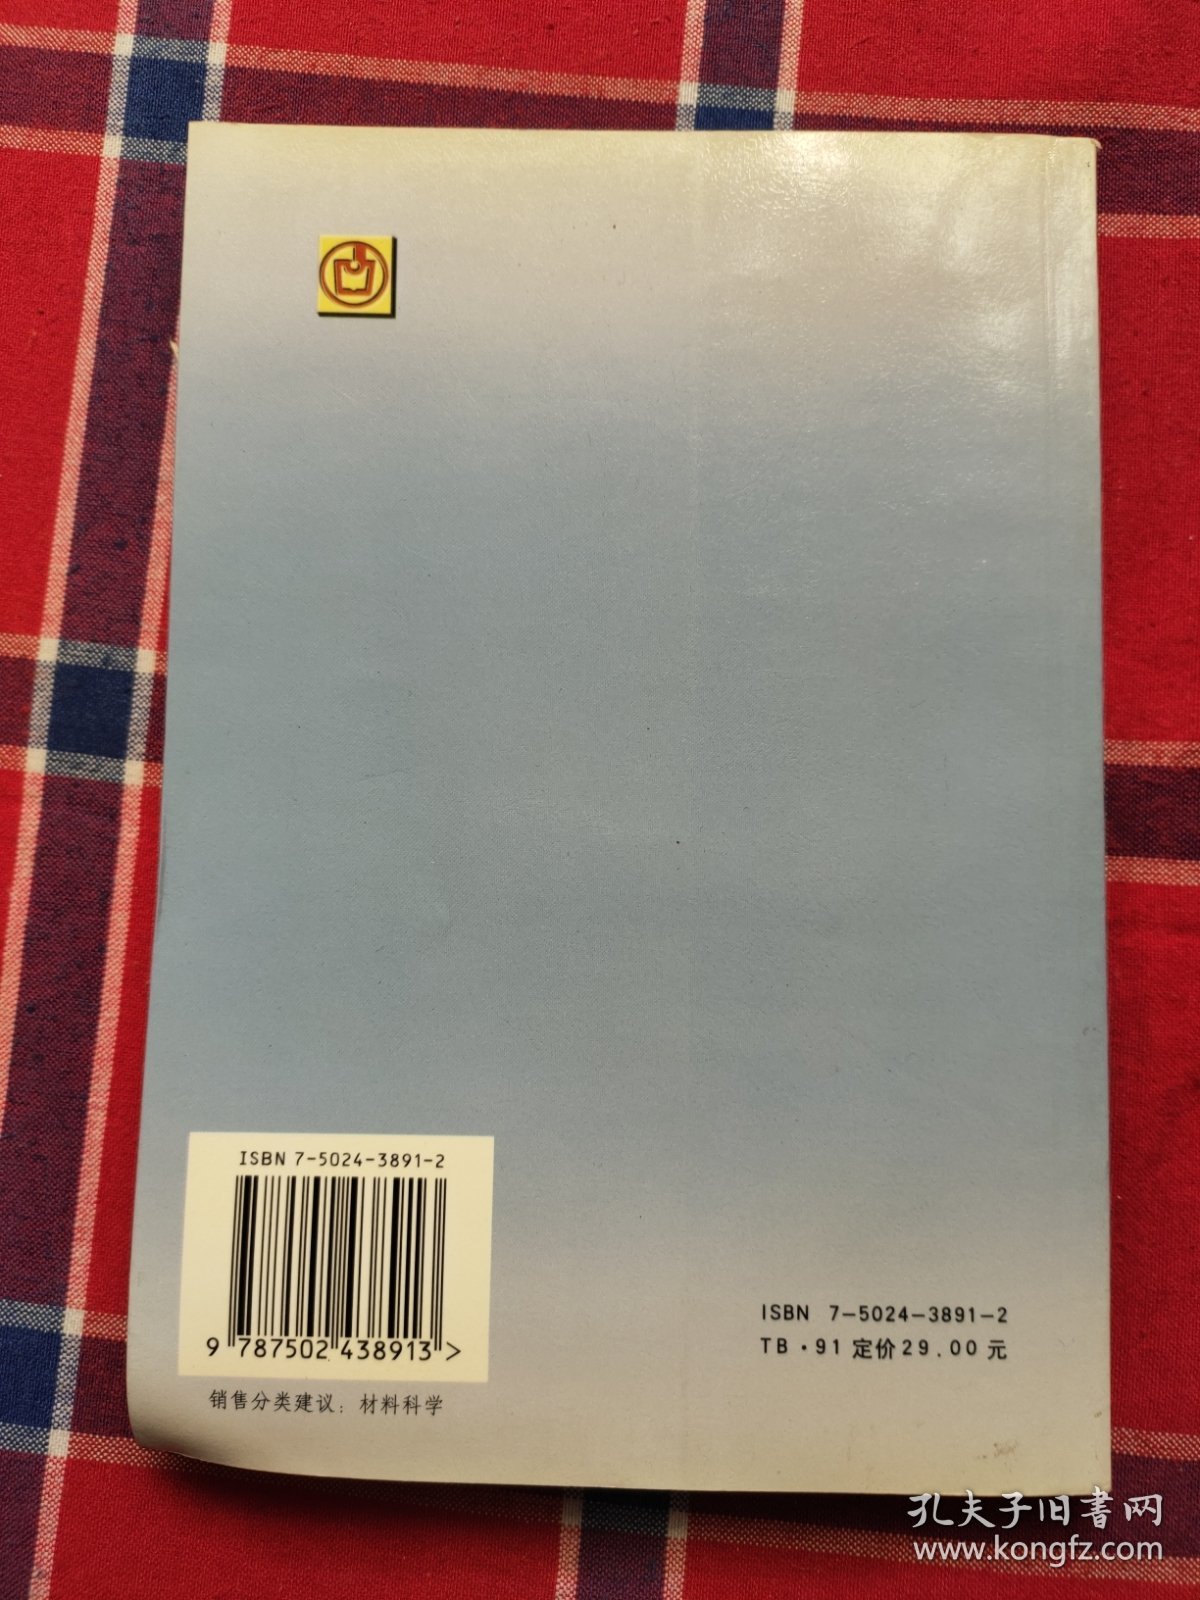 ISBN 7-5024-3891-2
9 787502 438913 >
销售分类建议：材料科学
ISBN 7-5024-3891-2
TB·91 定价29.00元
孔夫子旧书网
www.kongfz.com